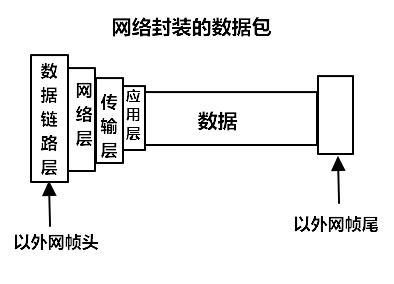 网络封装的数据包
数据链路层
网络层
传输层
应用层
数据
以外网帧头
以外网帧尾